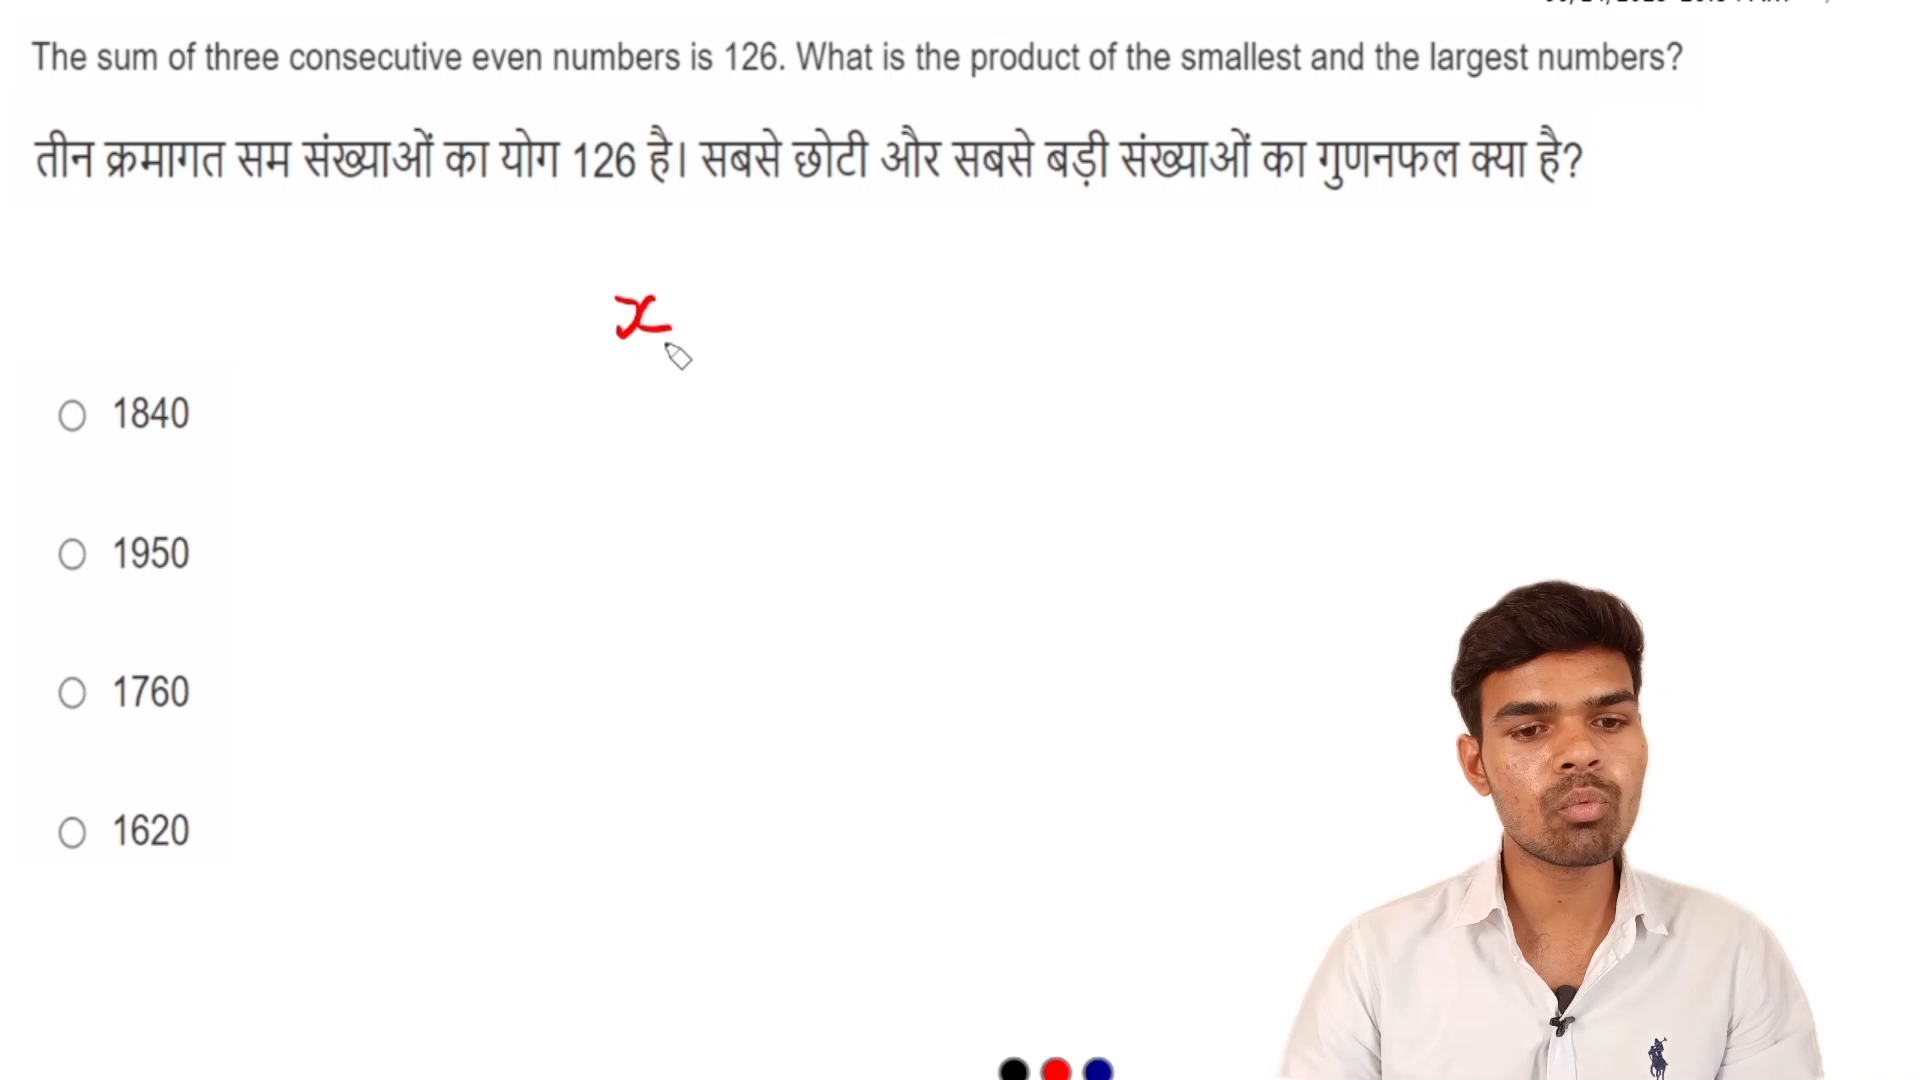 The sum of three consecutive even numbers is 126. What is the product of the smallest and the largest numbers?
तीन क्रमागत सम संख्याओं का योग 126 है। सबसे छोटी और सबसे बड़ी संख्याओं का गुणनफल क्या है?
x
1840
1950
1760
1620